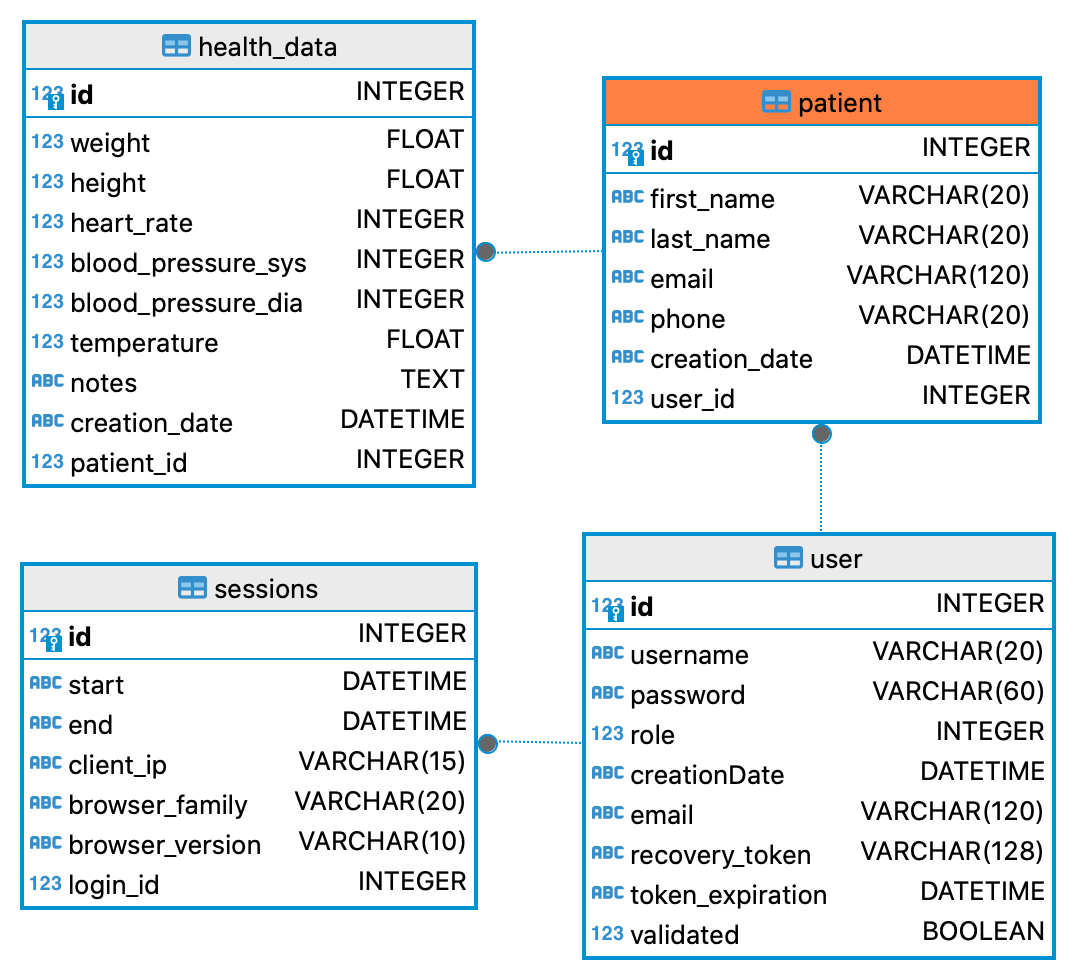 health_data
123 id INTEGER
123 weight FLOAT
123 height FLOAT
123 heart_rate INTEGER
123 blood_pressure_sys INTEGER
123 blood_pressure_dia INTEGER
123 temperature FLOAT
ABC notes TEXT
ABC creation_date DATETIME
123 patient_id INTEGER
patient
123 id INTEGER
ABC first_name VARCHAR(20)
ABC last_name VARCHAR(20)
ABC email VARCHAR(120)
ABC phone VARCHAR(20)
ABC creation_date DATETIME
123 user_id INTEGER
sessions
123 id INTEGER
ABC start DATETIME
ABC end DATETIME
ABC client_ip VARCHAR(15)
ABC browser_family VARCHAR(20)
ABC browser_version VARCHAR(10)
123 login_id INTEGER
user
123 id INTEGER
ABC username VARCHAR(20)
ABC password VARCHAR(60)
123 role INTEGER
ABC creationDate DATETIME
ABC email VARCHAR(120)
ABC recovery_token VARCHAR(128)
ABC token_expiration DATETIME
123 validated BOOLEAN